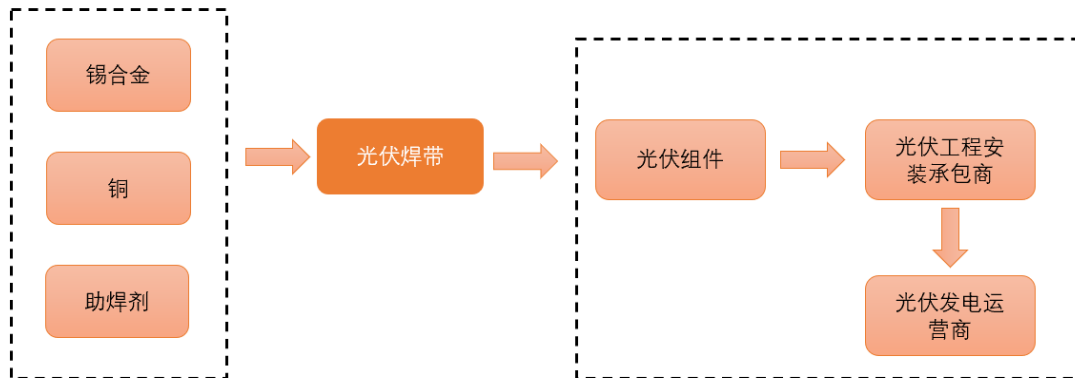 锡合金
铜
助焊剂
光伏焊带
光伏组件
光伏工程安
装承包商
光伏发电运
营商